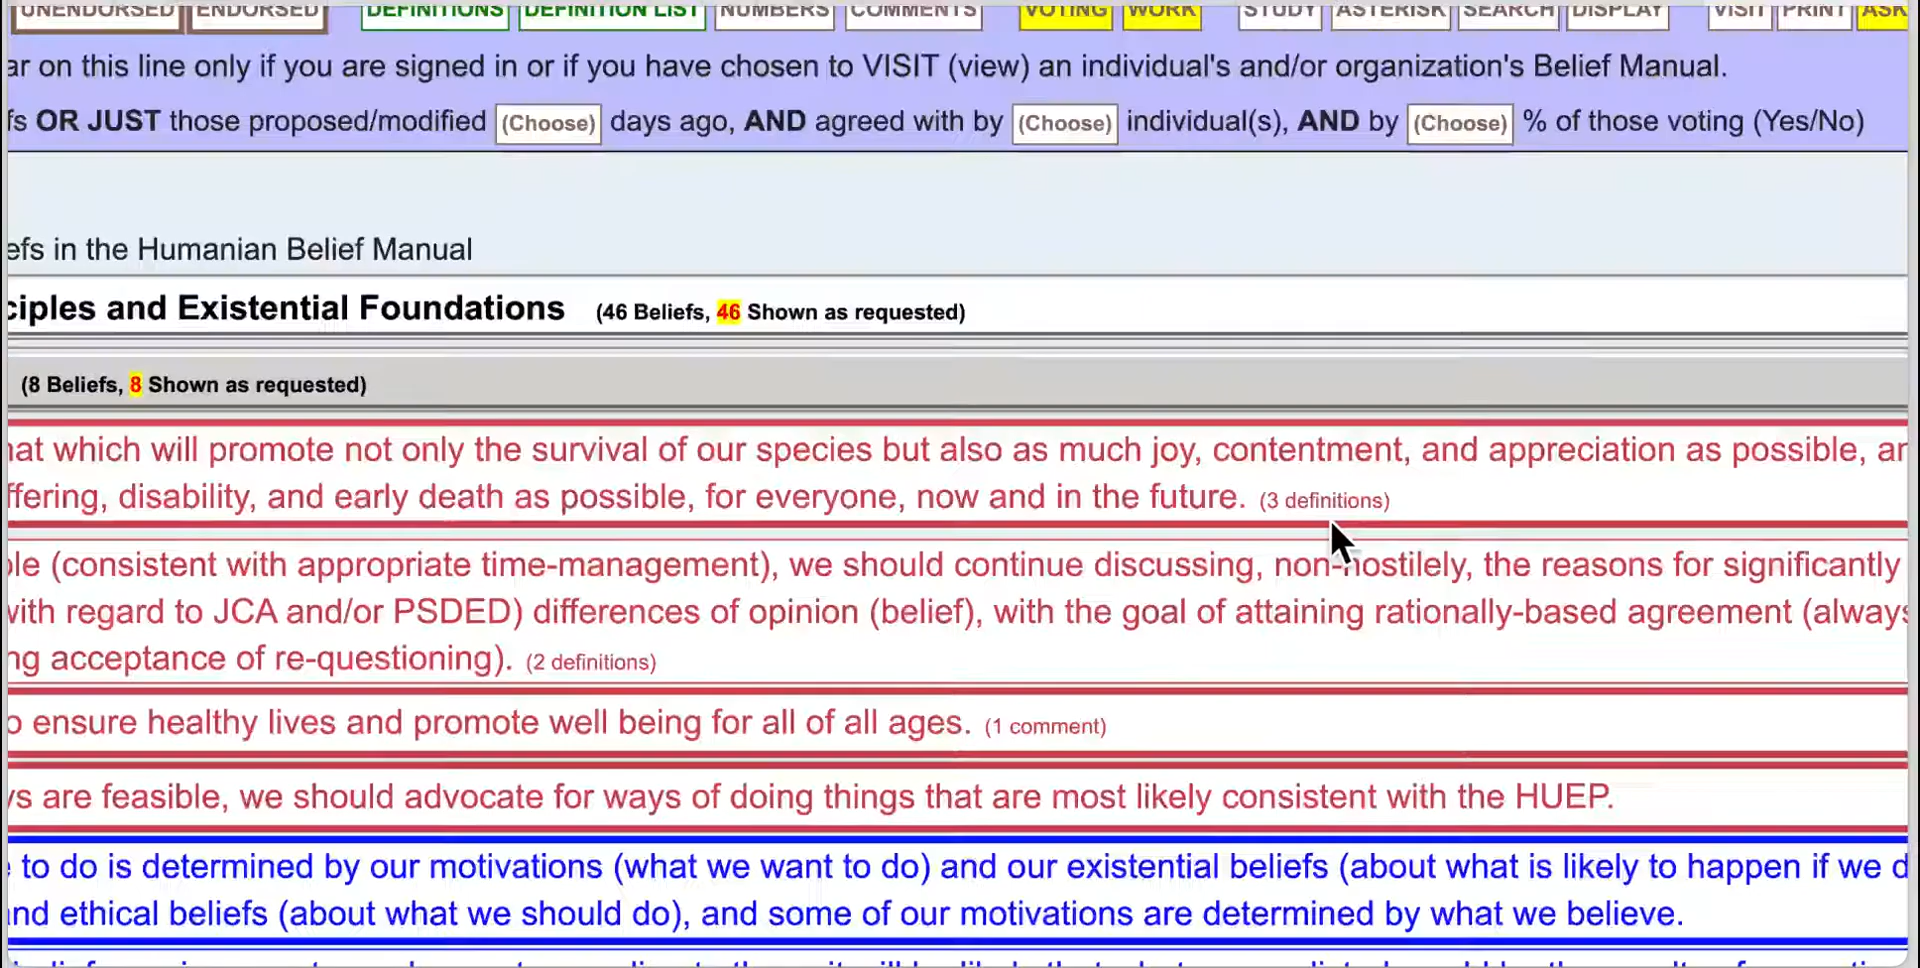 UNENDORSED ENDORSED DEFINITIONS DEFINITION LIST NUMBERS COMMENTS VOTING WORK STUDY ASTERISK SEARCH DISPLAY VISIT PRINT ASK
ar on this line only if you are signed in or if you have chosen to VISIT (view) an individual's and/or organization's Belief Manual.
fs OR JUST those proposed/modified (Choose) days ago, AND agreed with by (Choose) individual(s), AND by (Choose) % of those voting (Yes/No)
efs in the Humanian Belief Manual
ciples and Existential Foundations (46 Beliefs, 46 Shown as requested)
(8 Beliefs, 8 Shown as requested)
hat which will promote not only the survival of our species but also as much joy, contentment, and appreciation as possible, an
ffering, disability, and early death as possible, for everyone, now and in the future. (3 definitions)
ble (consistent with appropriate time-management), we should continue discussing, non-hostilely, the reasons for significantly
with regard to JCA and/or PSDED) differences of opinion (belief), with the goal of attaining rationally-based agreement (always
ng acceptance of re-questioning). (2 definitions)
o ensure healthy lives and promote well being for all of all ages. (1 comment)
ys are feasible, we should advocate for ways of doing things that are most likely consistent with the HUEP.
e to do is determined by our motivations (what we want to do) and our existential beliefs (about what is likely to happen if we d
and ethical beliefs (about what we should do), and some of our motivations are determined by what we believe.